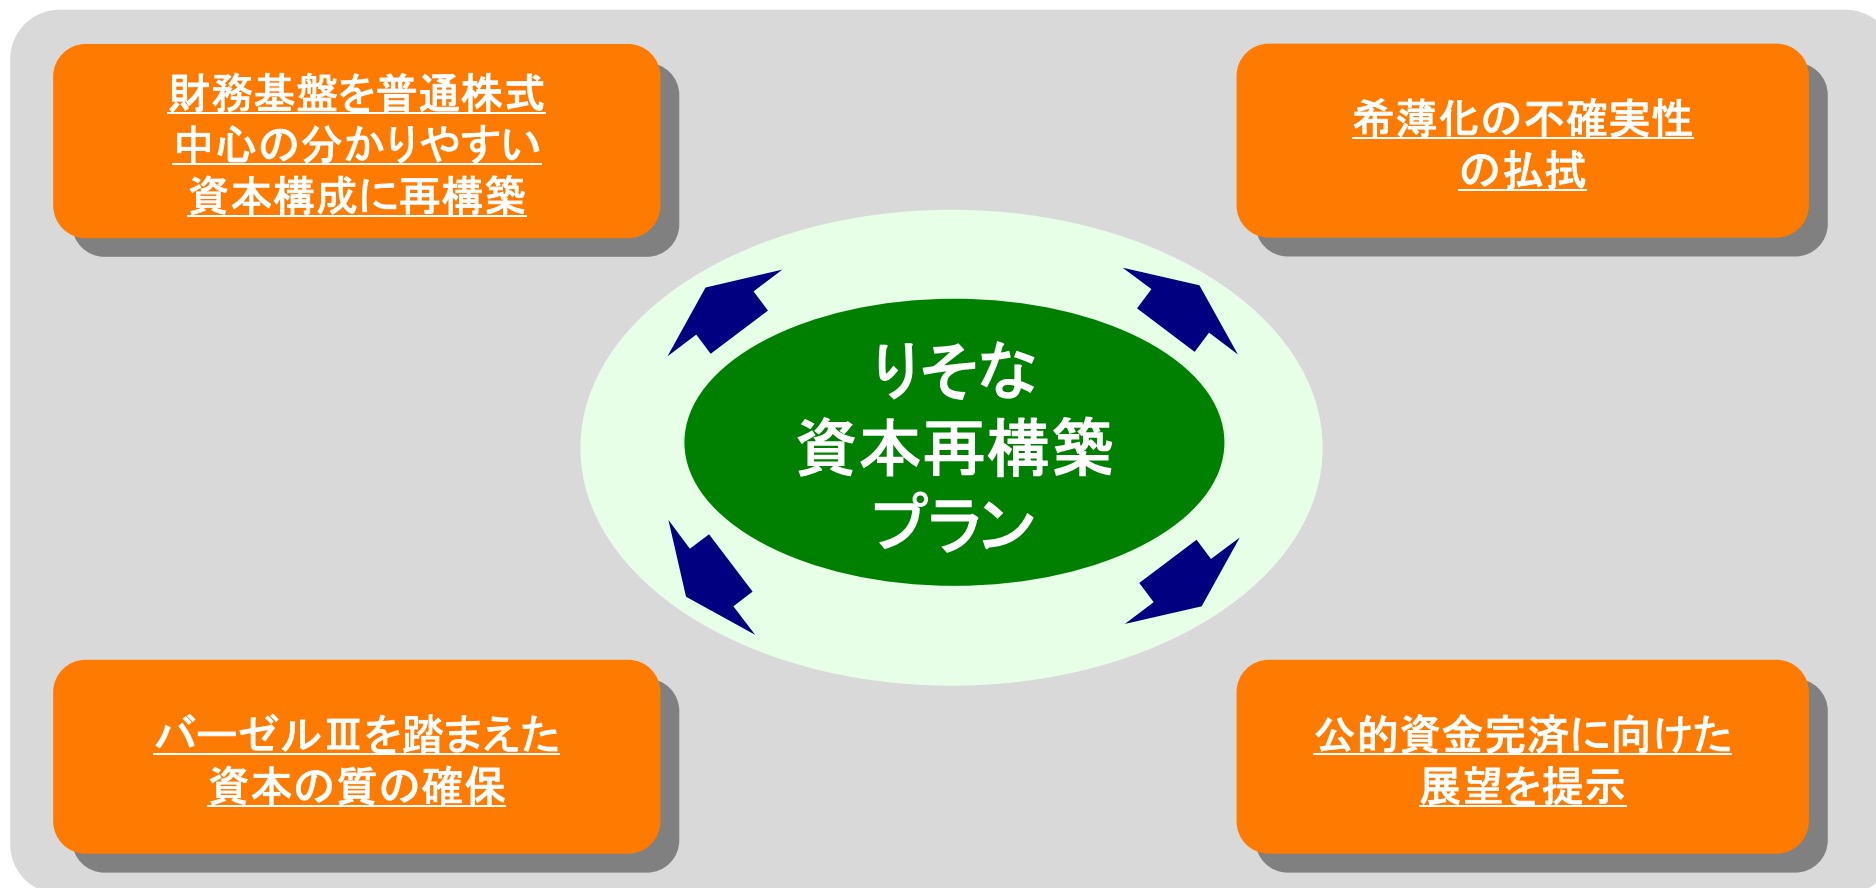 財務基盤を普通株式
中心の分かりやすい
資本構成に再構築
希薄化の不確実性
の払拭
りそな
資本再構築
プラン
バーゼルⅢを踏まえた
資本の質の確保
公的資金完済に向けた
展望を提示